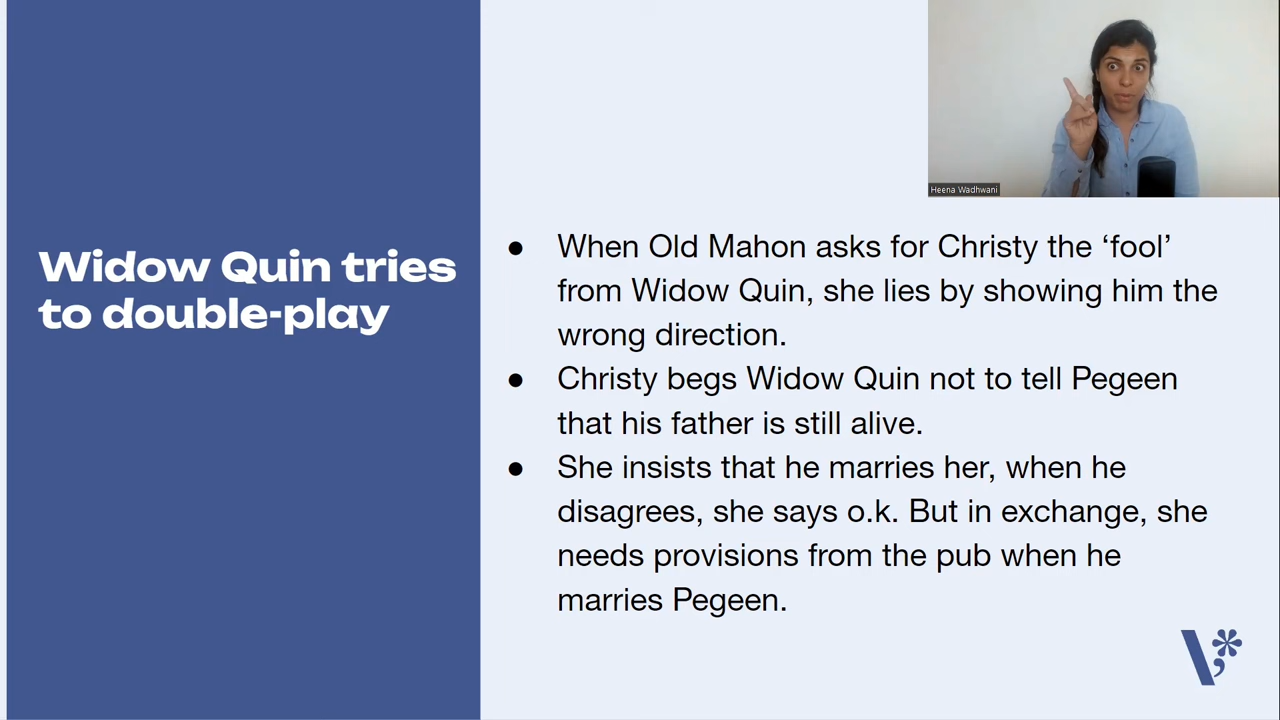 Heena Wadhwani
Widow Quin tries
to double-play
● When Old Mahon asks for Christy the ‘fool’
from Widow Quin, she lies by showing him the
wrong direction.
● Christy begs Widow Quin not to tell Pegeen
that his father is still alive.
● She insists that he marries her, when he
disagrees, she says o.k. But in exchange, she
needs provisions from the pub when he
marries Pegeen.